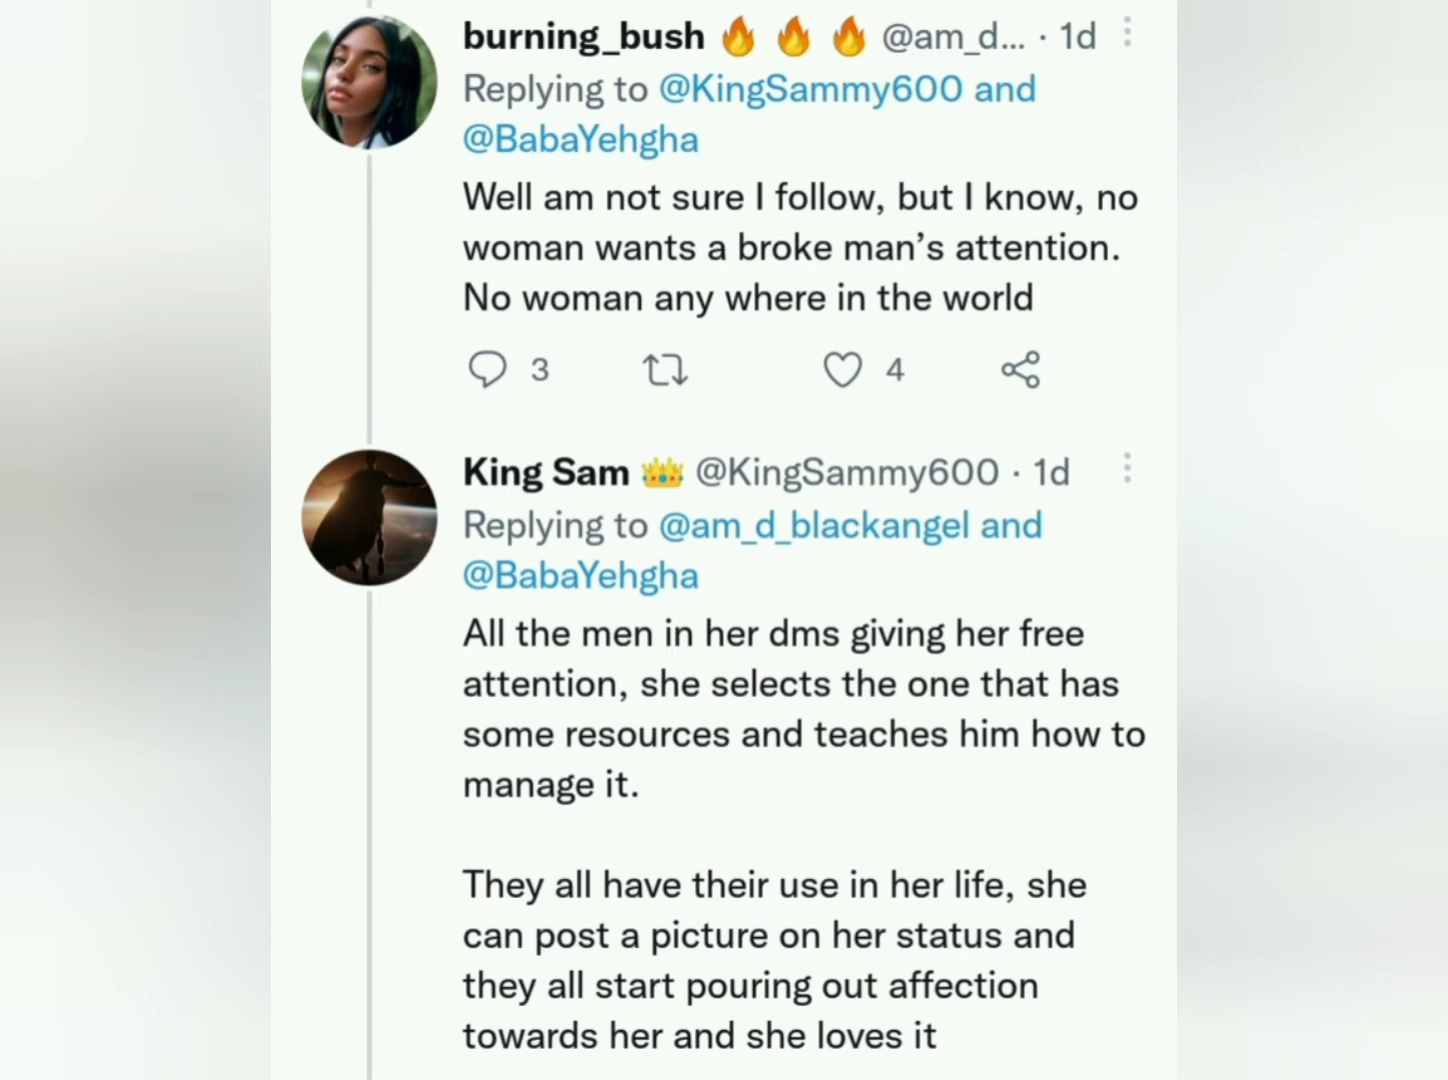 burning_bush 🔥 🔥 🔥 @am_d... · 1d
Replying to @KingSammy600 and
@BabaYehgha
Well am not sure I follow, but I know, no
woman wants a broke man's attention.
No woman any where in the world
3 4
King Sam 👑 @KingSammy600 · 1d
Replying to @am_d_blackangel and
@BabaYehgha
All the men in her dms giving her free
attention, she selects the one that has
some resources and teaches him how to
manage it.
They all have their use in her life, she
can post a picture on her status and
they all start pouring out affection
towards her and she loves it